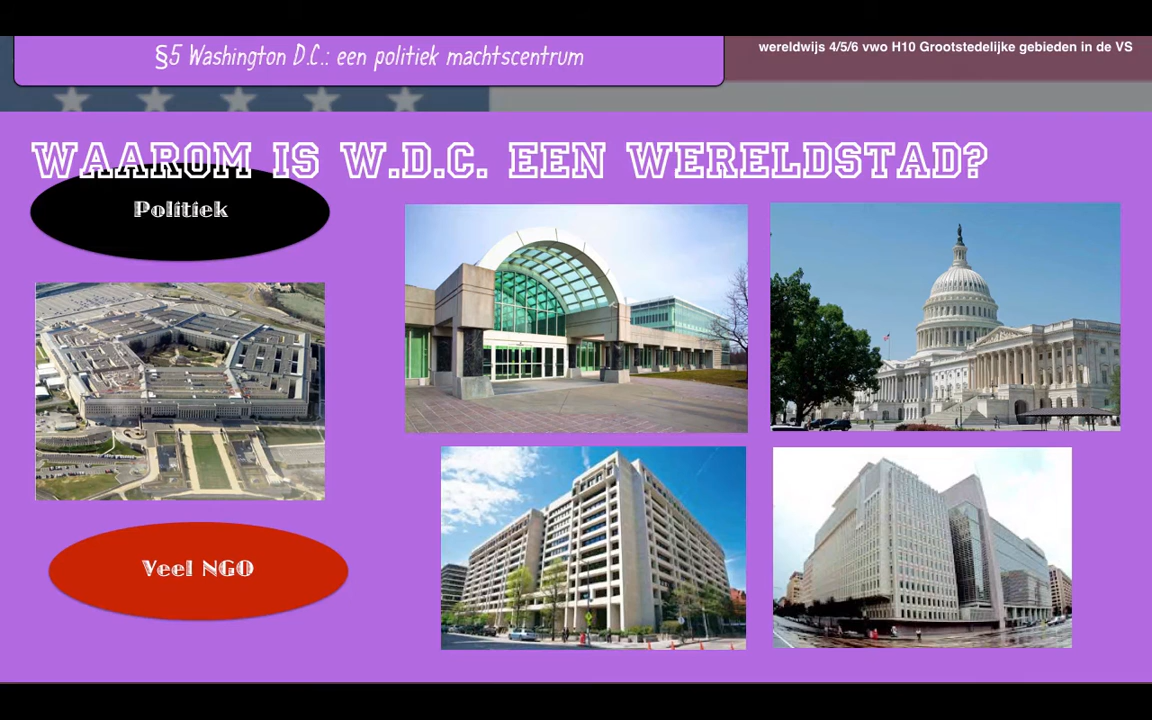 §5 Washington D.C.: een politiek machtscentrum
wereldwijs 4/5/6 vwo H10 Grootstedelijke gebieden in de VS
WAAROM IS W.D.C. EEN WERELDSTAD?
Politiek
Veel NGO